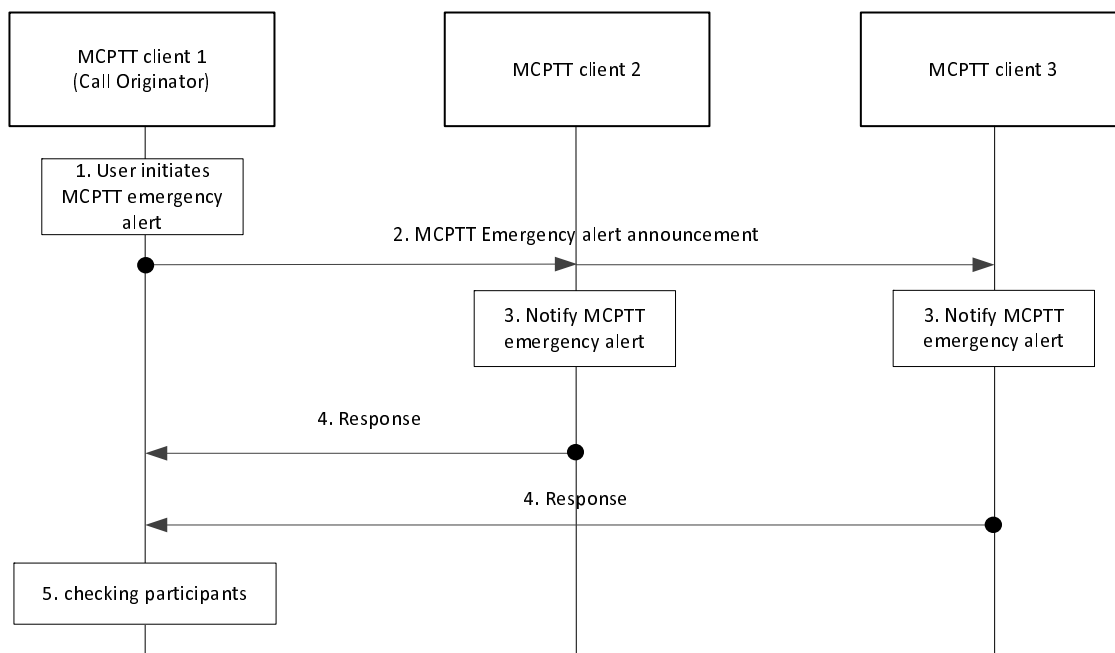 MCPTT client 1
(Call Originator)
MCPTT client 2
MCPTT client 3
1. User initiates
MCPTT emergency
alert
2. MCPTT Emergency alert announcement
3. Notify MCPTT
emergency alert
3. Notify MCPTT
emergency alert
4. Response
4. Response
5. checking participants